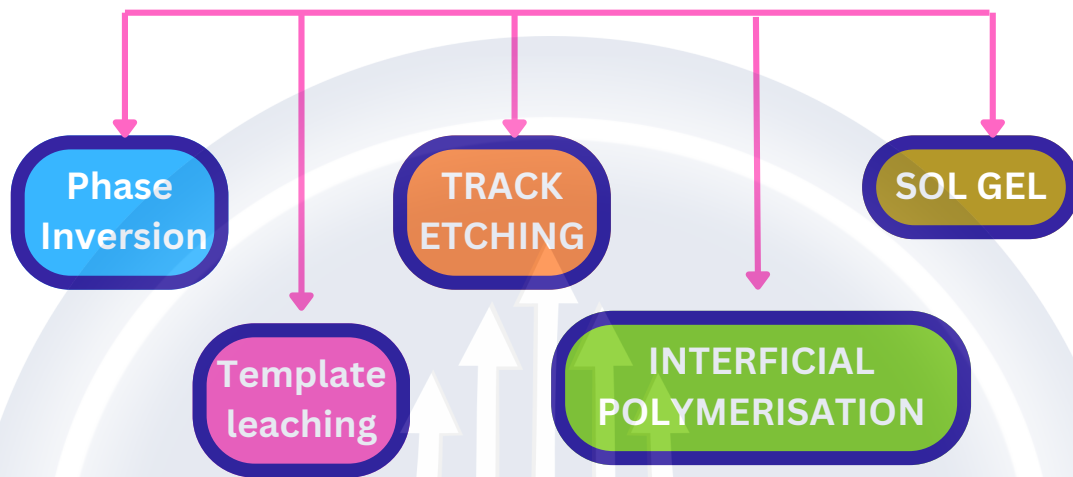 Phase
Inversion
TRACK
ETCHING
SOL GEL
Template
leaching
INTERFICIAL
POLYMERISATION